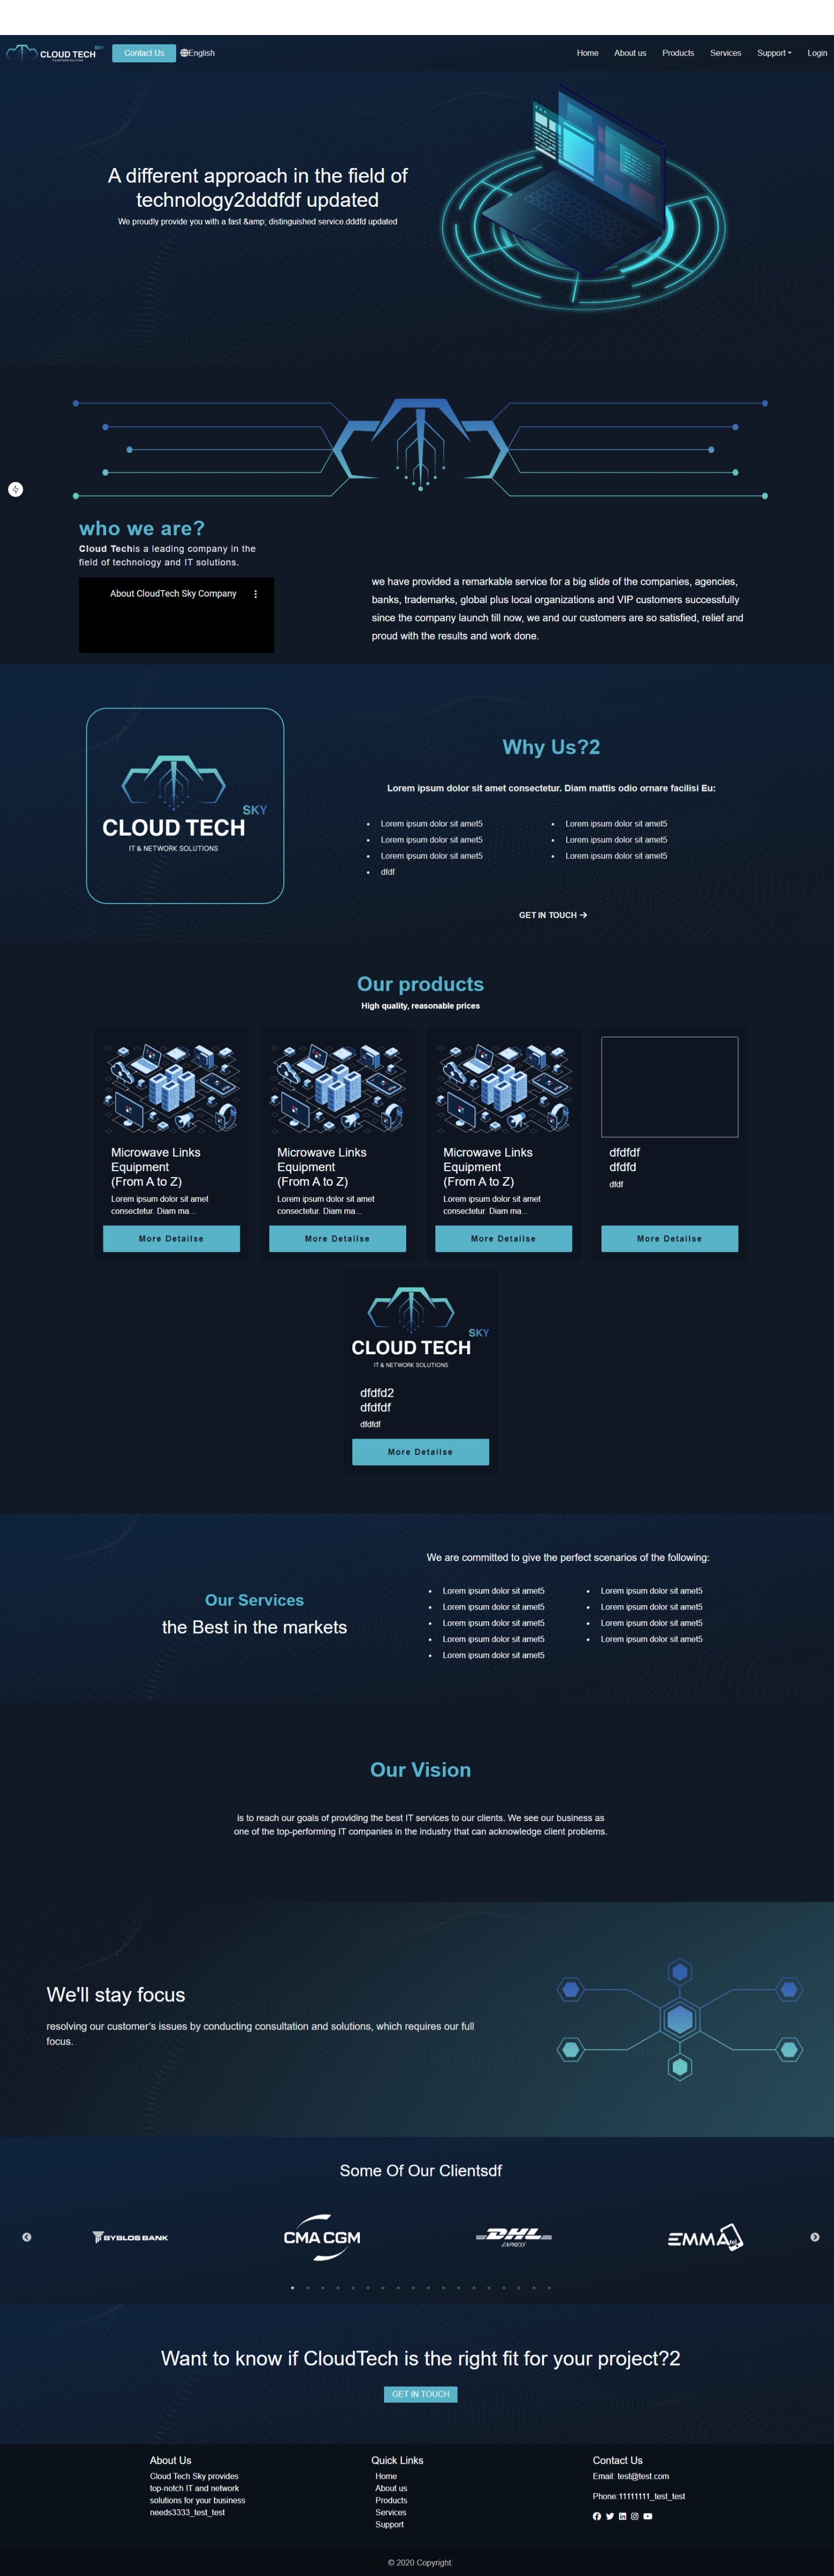 CLOUD TECH SKY
IT & NETWORK SOLUTIONS
Contact Us
English
Home
About us
Products
Services
Support
Login
A different approach in the field of
technology2dddfdf updated
We proudly provide you with a fast &amp; distinguished service.dddfd updated
who we are?
Cloud Techis a leading company in the
field of technology and IT solutions.
About CloudTech Sky Company
we have provided a remarkable service for a big slide of the companies, agencies,
banks, trademarks, global plus local organizations and VIP customers successfully
since the company launch till now, we and our customers are so satisfied, relief and
proud with the results and work done.
SKY
CLOUD TECH
IT & NETWORK SOLUTIONS
Why Us?2
Lorem ipsum dolor sit amet consectetur. Diam mattis odio ornare facilisi Eu:
Lorem ipsum dolor sit amet5
Lorem ipsum dolor sit amet5
Lorem ipsum dolor sit amet5
dfdf
Lorem ipsum dolor sit amet5
Lorem ipsum dolor sit amet5
Lorem ipsum dolor sit amet5
GET IN TOUCH
Our products
High quality, reasonable prices
Microwave Links
Equipment
(From A to Z)
Lorem ipsum dolor sit amet
consectetur. Diam ma...
More Detailse
Microwave Links
Equipment
(From A to Z)
Lorem ipsum dolor sit amet
consectetur. Diam ma...
More Detailse
Microwave Links
Equipment
(From A to Z)
Lorem ipsum dolor sit amet
consectetur. Diam ma...
More Detailse
dfdfdf
dfdfd
dfdf
More Detailse
SKY
CLOUD TECH
IT & NETWORK SOLUTIONS
dfdfd2
dfdfdf
dfdfdf
More Detailse
Our Services
the Best in the markets
We are committed to give the perfect scenarios of the following:
Lorem ipsum dolor sit amet5
Lorem ipsum dolor sit amet5
Lorem ipsum dolor sit amet5
Lorem ipsum dolor sit amet5
Lorem ipsum dolor sit amet5
Lorem ipsum dolor sit amet5
Lorem ipsum dolor sit amet5
Lorem ipsum dolor sit amet5
Lorem ipsum dolor sit amet5
Our Vision
is to reach our goals of providing the best IT services to our clients. We see our business as
one of the top-performing IT companies in the industry that can acknowledge client problems.
We'll stay focus
resolving our customer's issues by conducting consultation and solutions, which requires our full
focus.
Some Of Our Clientsdf
BYBLOS BANK
CMA CGM
DHL
EXPRESS
EMMA
Want to know if CloudTech is the right fit for your project?2
GET IN TOUCH
About Us
Cloud Tech Sky provides
top-notch IT and network
solutions for your business
needs3333_test_test
Quick Links
Home
About us
Products
Services
Support
Contact Us
Email: test@test.com
Phone:11111111_test_test
© 2020 Copyright: